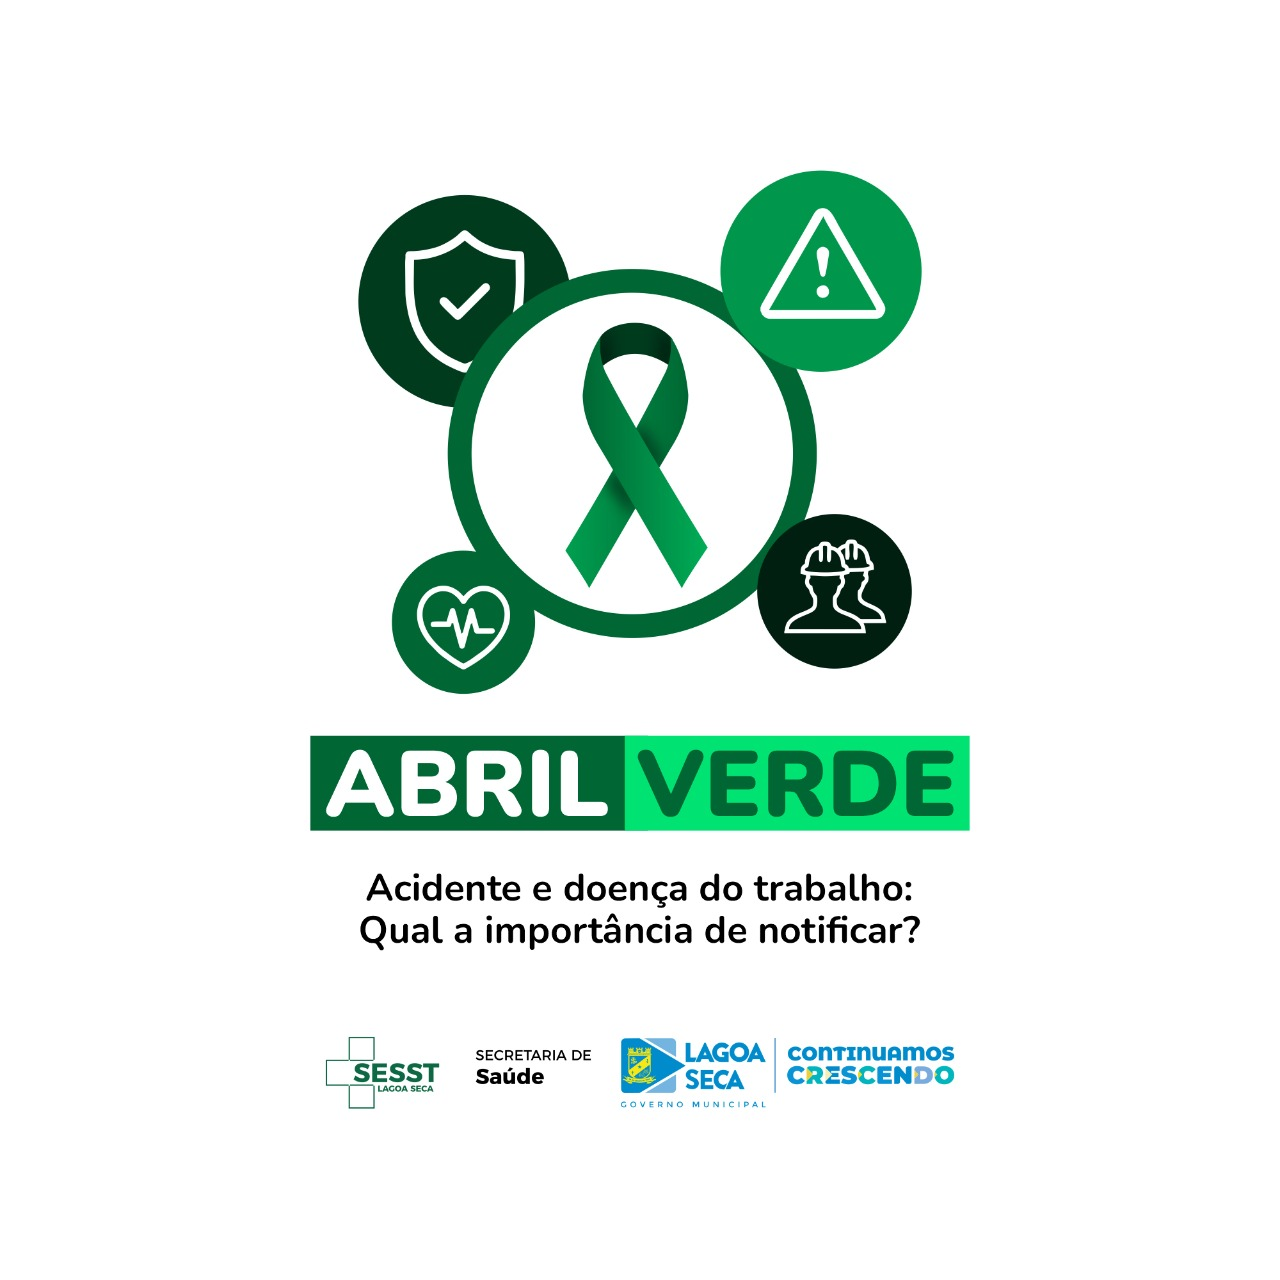 ABRIL VERDE
Acidente e doença do trabalho:
Qual a importância de notificar?
SESST
LAGOA SECA
SECRETARIA DE
Saúde
LAGOA
SECA
GOVERNO MUNICIPAL
CONTINUAMOS
CRESCENDO